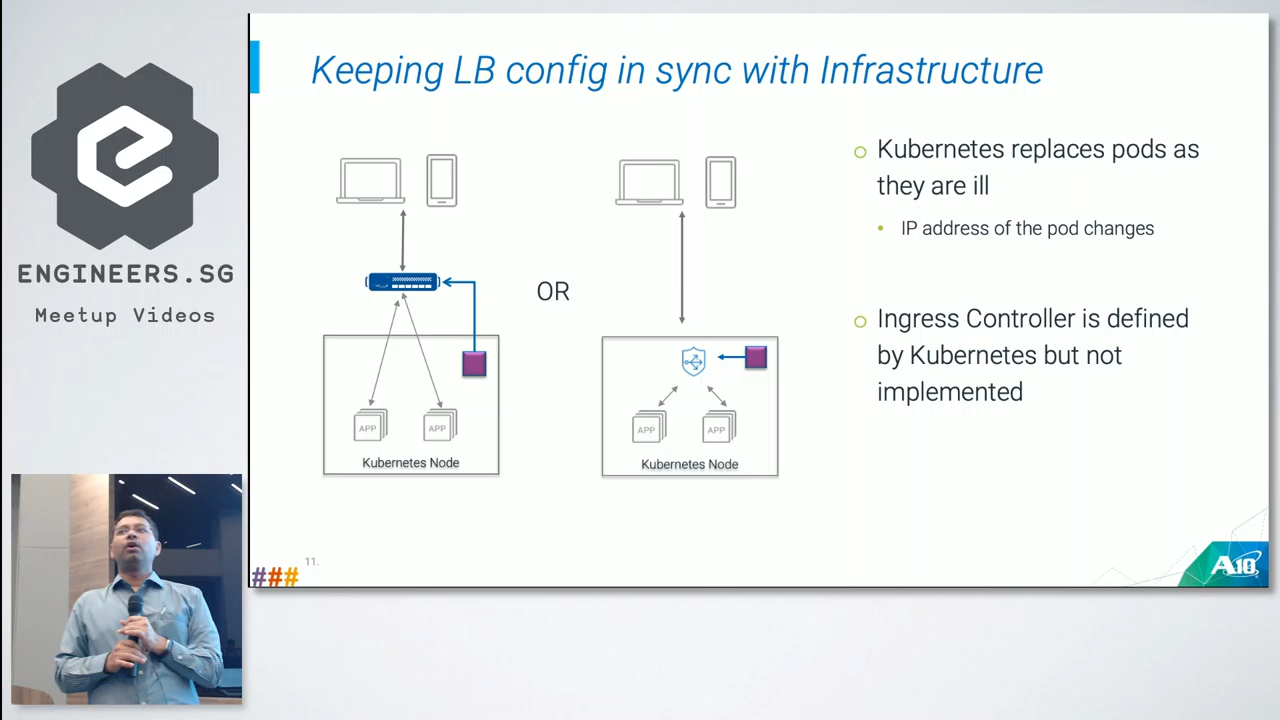 ENGINEERS.SG
Meetup Videos
Keeping LB config in sync with Infrastructure
OR
APP
APP
Kubernetes Node
APP
APP
Kubernetes Node
Kubernetes replaces pods as
they are ill
IP address of the pod changes
Ingress Controller is defined
by Kubernetes but not
implemented
11.
###
A10